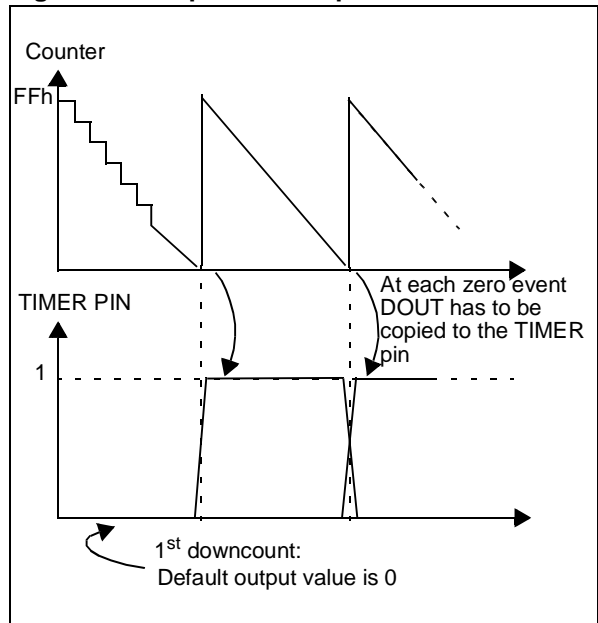 Counter
FFh
At each zero event
DOUT has to be
copied to the TIMER
pin
TIMER PIN
1
1st downcount:
Default output value is 0